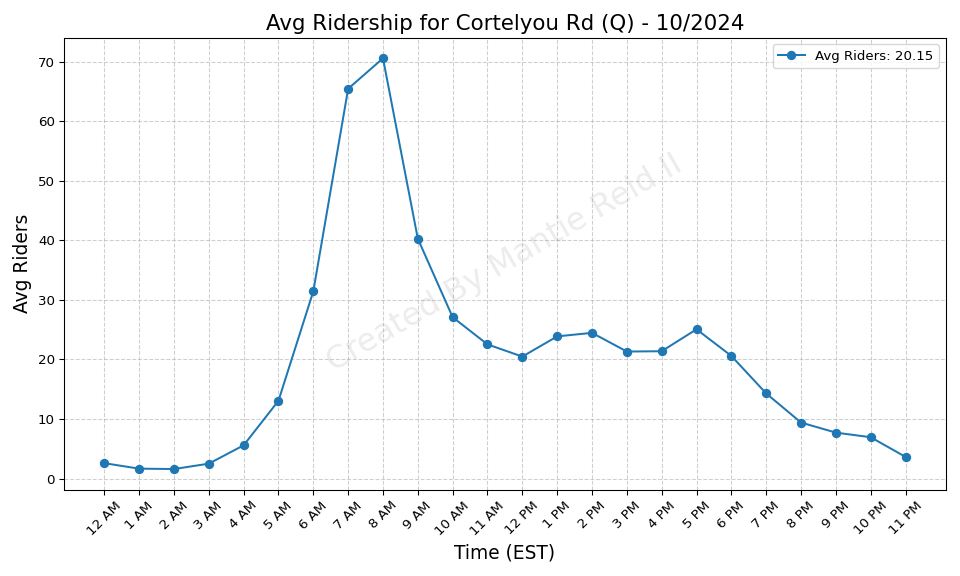 Avg Ridership for Cortelyou Rd (Q) - 10/2024
Avg Riders: 20.15
Created By Mantie Reid II
Avg Riders
70
60
50
40
30
20
10
0
12 AM
1 AM
2 AM
3 AM
4 AM
5 AM
6 AM
7 AM
8 AM
9 AM
10 AM
11 AM
12 PM
1 PM
2 PM
3 PM
4 PM
5 PM
6 PM
7 PM
8 PM
9 PM
10 PM
11 PM
Time (EST)